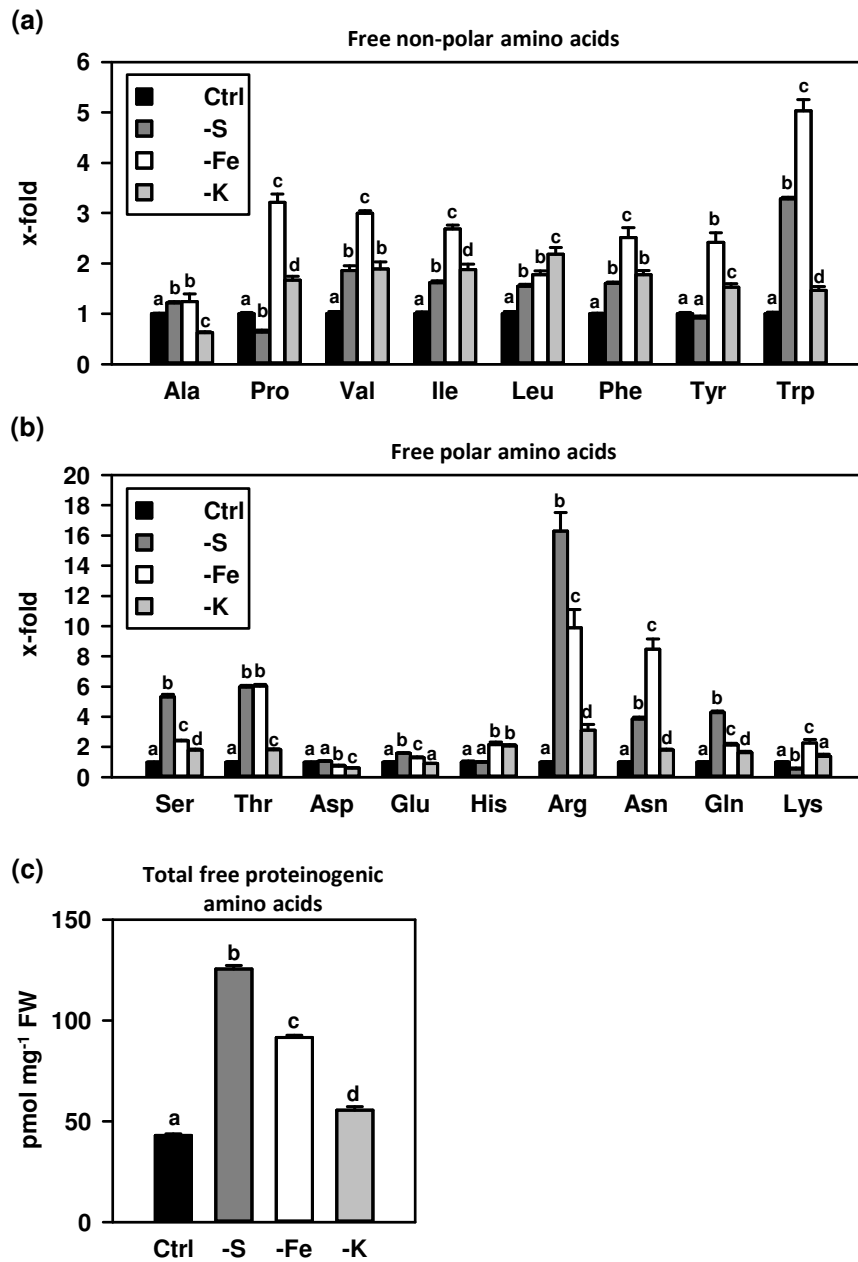 (a)
Free non-polar amino acids
6
5
4
3
2
1
0
x-fold
Ctrl
-S
-Fe
-K
a b b c
a b c d
a b c b
a b c d
a b b c
a b c b
a a b c
a b c d
Ala Pro Val Ile Leu Phe Tyr Trp
(b)
Free polar amino acids
20
18
16
14
12
10
8
6
4
2
0
x-fold
Ctrl
-S
-Fe
-K
a b c d
a b b c
a a b c
a b c a
a a b b
a b c d
a b c d
a b c d
a b c a
Ser Thr Asp Glu His Arg Asn Gln Lys
(c)
Total free proteinogenic
amino acids
150
100
50
0
pmol mg⁻¹ FW
a b c d
Ctrl -S -Fe -K